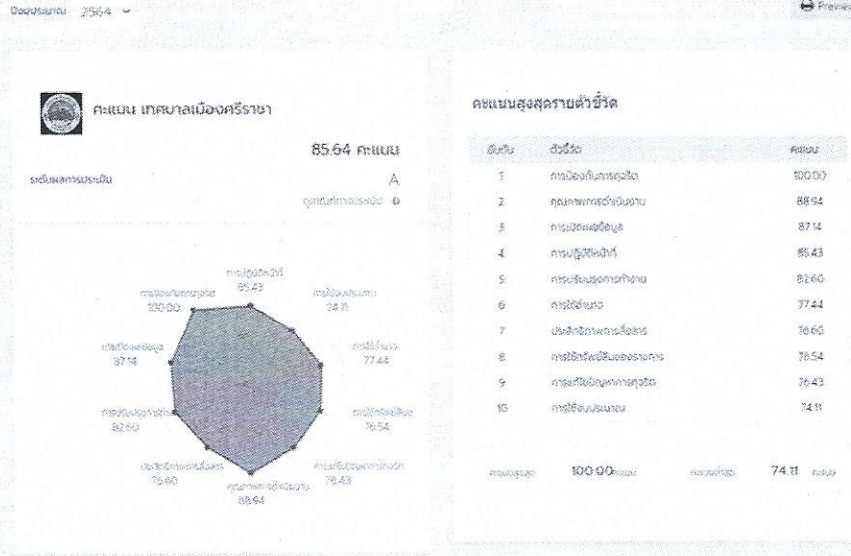 ปีงบประมาณ 2564
Preview
คะแนน เทศบาลเมืองศรีราชา
85.64 คะแนน
ระดับผลการประเมิน A
ดูเกณฑ์การประเมิน
การปฏิบัติหน้าที่
85.43
การป้องกันการทุจริต
100.00
การใช้งบประมาณ
74.11
การเปิดเผยข้อมูล
87.14
การใช้อำนาจ
77.44
การปรับปรุงการทำงาน
82.60
การใช้ทรัพย์สินฯ
76.54
ประสิทธิภาพการสื่อสาร
76.60
การแก้ไขปัญหาการทุจริต
76.43
คุณภาพการดำเนินงาน
88.94
คะแนนสูงสุดรายตัวชี้วัด
อันดับ ตัวชี้วัด คะแนน
1 การป้องกันการทุจริต 100.00
2 คุณภาพการดำเนินงาน 88.94
3 การเปิดเผยข้อมูล 87.14
4 การปฏิบัติหน้าที่ 85.43
5 การปรับปรุงการทำงาน 82.60
6 การใช้อำนาจ 77.44
7 ประสิทธิภาพการสื่อสาร 76.60
8 การใช้ทรัพย์สินของราชการ 76.54
9 การแก้ไขปัญหาการทุจริต 76.43
10 การใช้งบประมาณ 74.11
คะแนนสูงสุด 100.00 คะแนน คะแนนต่ำสุด 74.11 คะแนน